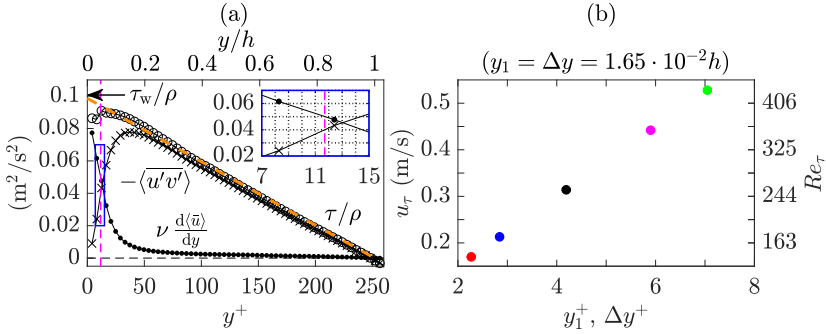 (a)
y/h
0 0.2 0.4 0.6 0.8 1
0.1
0.08
0.06
0.04
0.02
0
(m²/s²)
τ_w/ρ
0.06
0.04
0.02
7 11 15
−⟨u′v′⟩
τ/ρ
ν d⟨ū⟩/dy
0 50 100 150 200 250
y⁺
(b)
(y₁ = Δy = 1.65 · 10⁻²h)
0.5
0.4
0.3
0.2
u_τ (m/s)
406
325
244
163
Re_τ
2 4 6 8
y₁⁺, Δy⁺